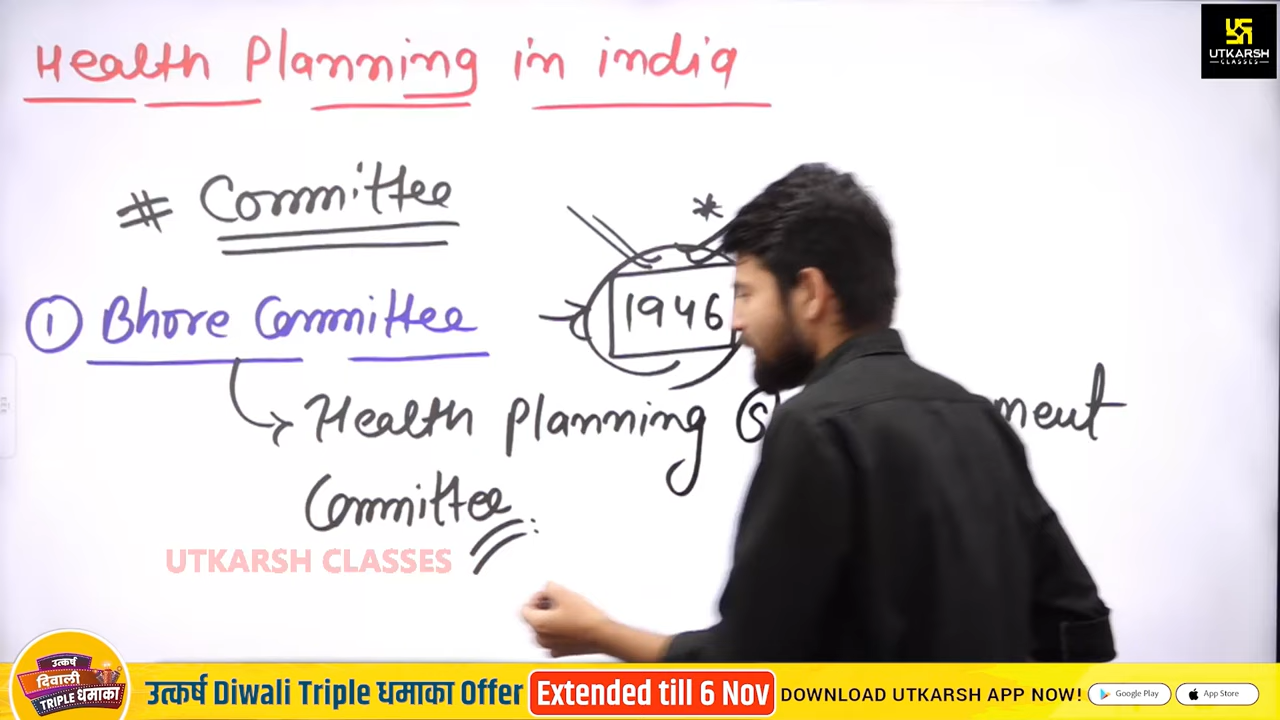 Health Planning in india
UTKARSH
CLASSES
# Committee
*
① Bhore Committee
1946
Health planning
Committee
UTKARSH CLASSES
उत्कर्ष
दिवाली
TRIPLE धमाका
उत्कर्ष Diwali Triple धमाका Offer Extended till 6 Nov DOWNLOAD UTKARSH APP NOW! Google Play App Store